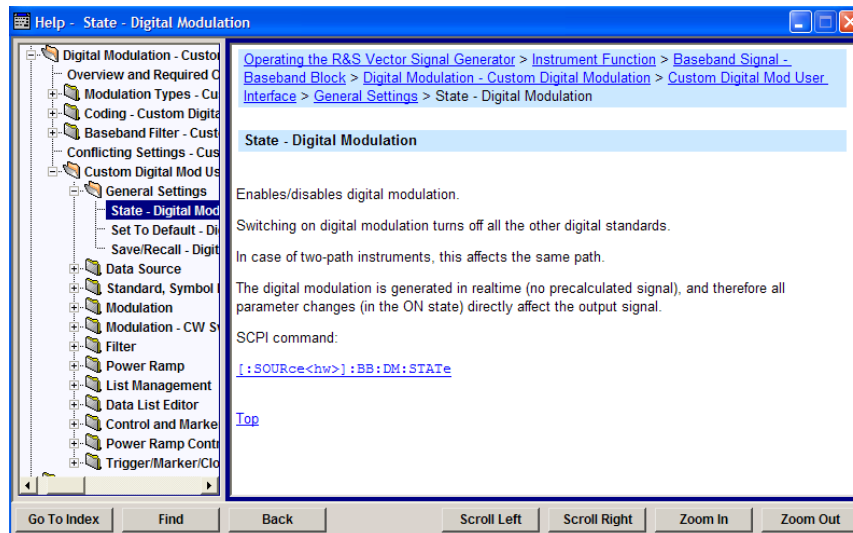 Help - State - Digital Modulation
Digital Modulation - Custo
Overview and Required C
Modulation Types - Cu
Coding - Custom Digita
Baseband Filter - Cust
Conflicting Settings - Cus
Custom Digital Mod Us
General Settings
State - Digital Mod
Set To Default - Di
Save/Recall - Digit
Data Source
Standard, Symbol
Modulation
Modulation - CW Sv
Filter
Power Ramp
List Management
Data List Editor
Control and Marke
Power Ramp Contr
Trigger/Marker/Clo
Operating the R&S Vector Signal Generator > Instrument Function > Baseband Signal -
Baseband Block > Digital Modulation - Custom Digital Modulation > Custom Digital Mod User
Interface > General Settings > State - Digital Modulation
State - Digital Modulation
Enables/disables digital modulation.
Switching on digital modulation turns off all the other digital standards.
In case of two-path instruments, this affects the same path.
The digital modulation is generated in realtime (no precalculated signal), and therefore all
parameter changes (in the ON state) directly affect the output signal.
SCPI command:
[:SOURce<hw>]:BB:DM:STATe
Top
Go To Index Find Back Scroll Left Scroll Right Zoom In Zoom Out